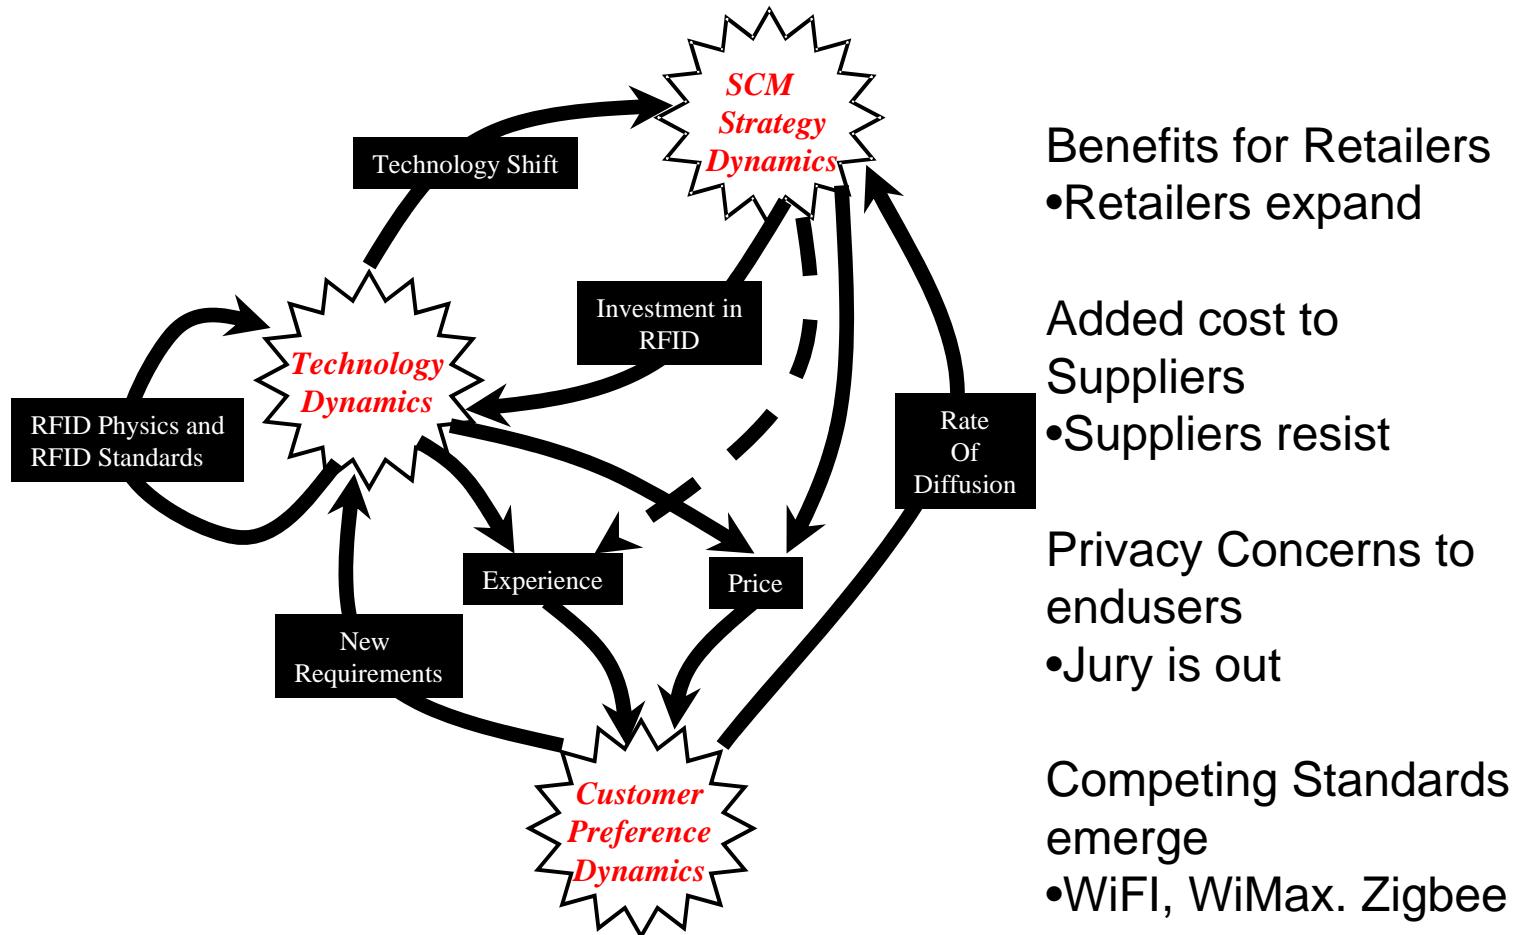 SCM
Strategy
Dynamics
Technology Shift
Investment in
RFID
Technology
Dynamics
RFID Physics and
RFID Standards
Rate
Of
Diffusion
Experience
Price
New
Requirements
Customer
Preference
Dynamics
Benefits for Retailers
•Retailers expand
Added cost to
Suppliers
•Suppliers resist
Privacy Concerns to
endusers
•Jury is out
Competing Standards
emerge
•WiFI, WiMax. Zigbee